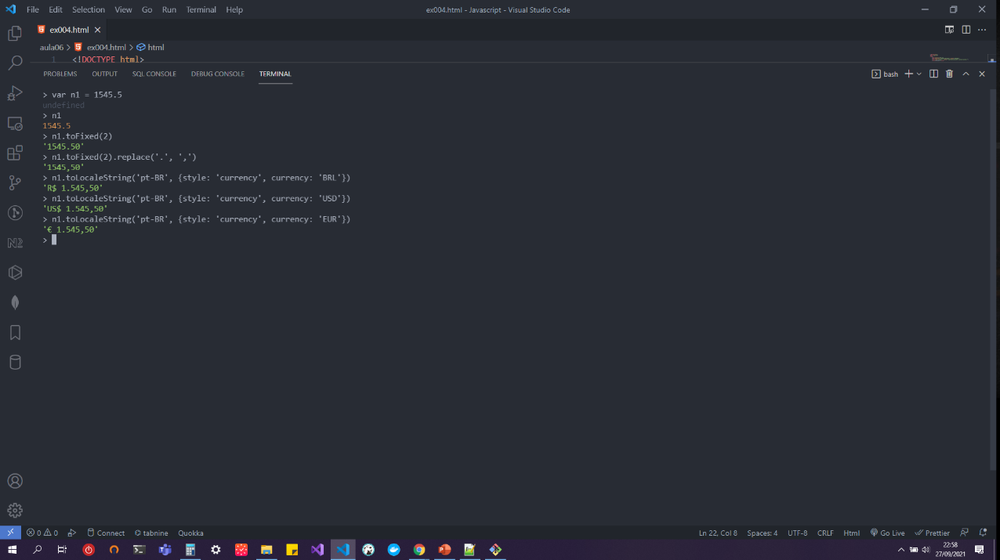 File Edit Selection View Go Run Terminal Help ex004.html - Javascript - Visual Studio Code
ex004.html
aula06 > ex004.html > html
1 <!DOCTYPE html>
PROBLEMS OUTPUT SQL CONSOLE DEBUG CONSOLE TERMINAL bash
> var n1 = 1545.5
undefined
> n1
1545.5
> n1.toFixed(2)
'1545.50'
> n1.toFixed(2).replace('.', ',')
'1545,50'
> n1.toLocaleString('pt-BR', {style: 'currency', currency: 'BRL'})
'R$ 1.545,50'
> n1.toLocaleString('pt-BR', {style: 'currency', currency: 'USD'})
'US$ 1.545,50'
> n1.toLocaleString('pt-BR', {style: 'currency', currency: 'EUR'})
'€ 1.545,50'
>
0 0 Connect tabnine Quokka Ln 22, Col 8 Spaces: 4 UTF-8 CRLF Html Go Live Prettier
22:58
27/09/2021